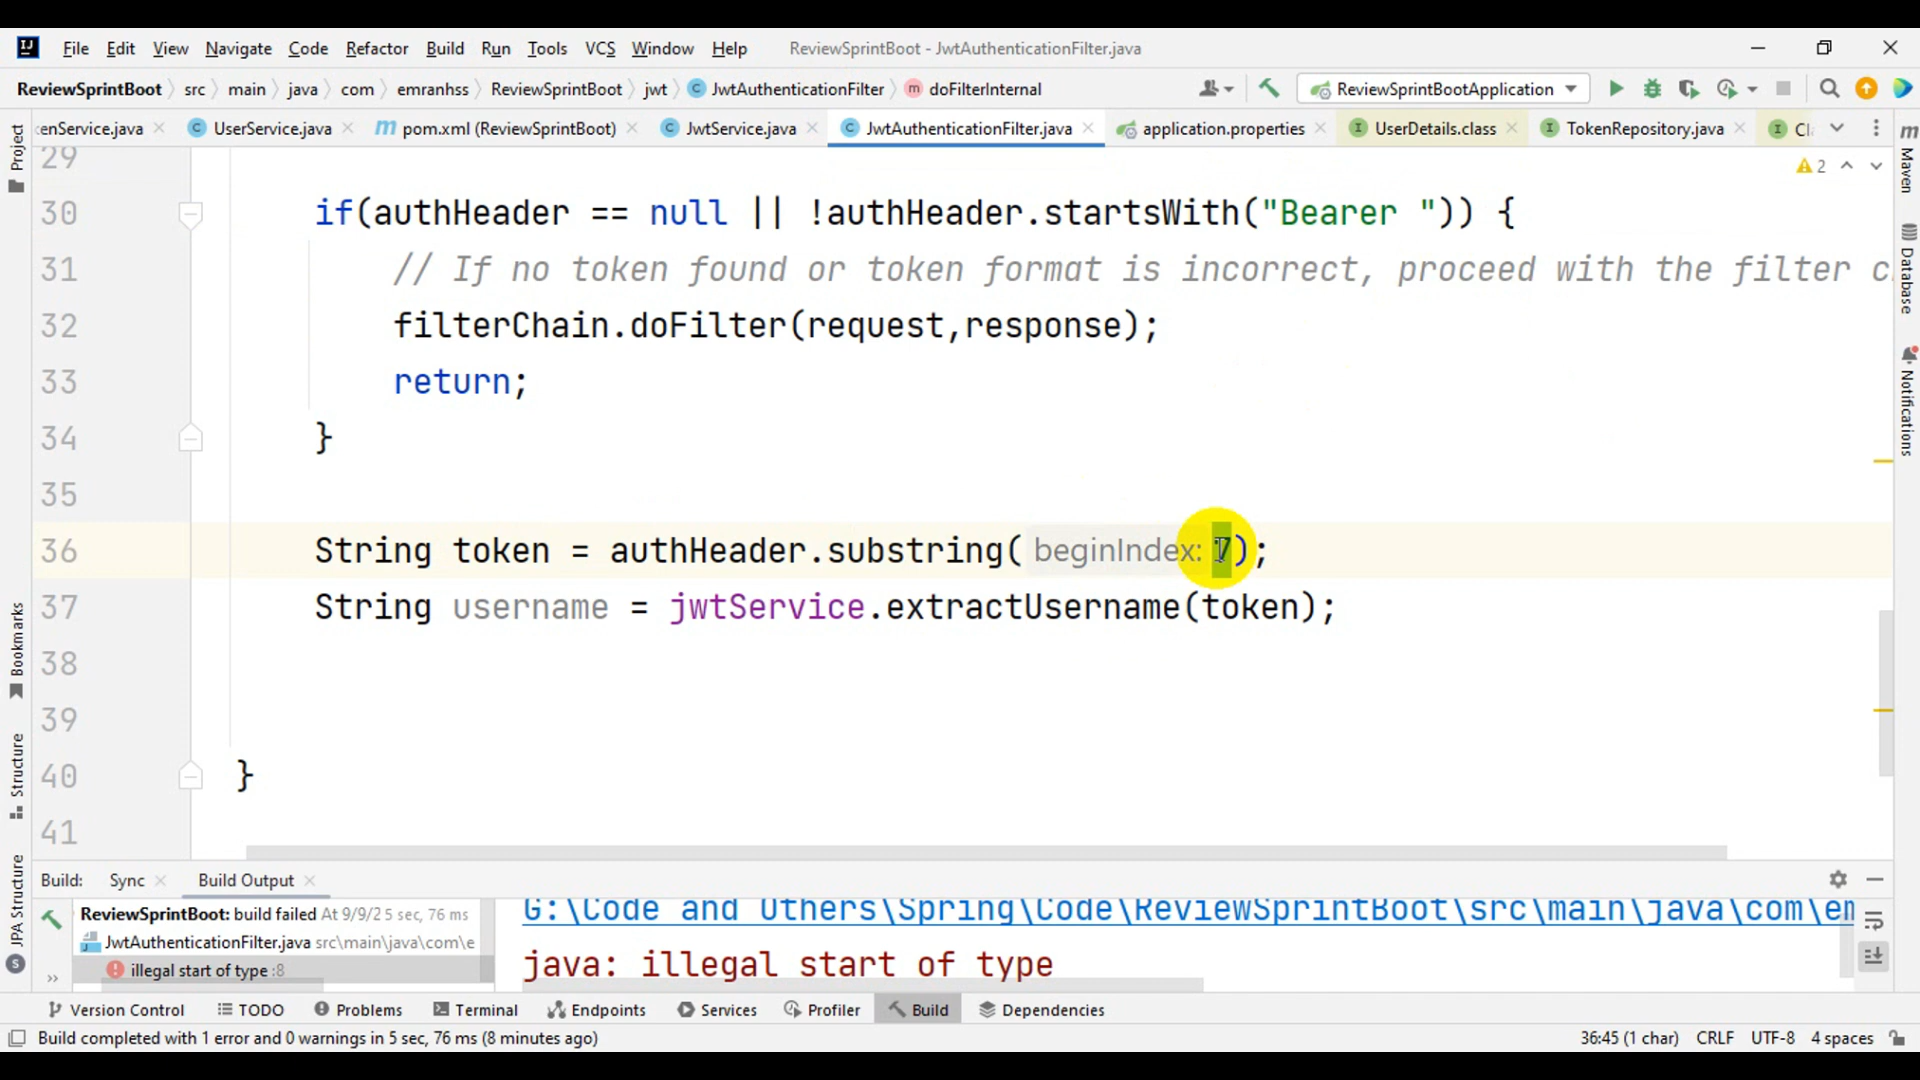 File Edit View Navigate Code Refactor Build Run Tools VCS Window Help ReviewSprintBoot - JwtAuthenticationFilter.java
ReviewSprintBoot src main java com emranhss ReviewSprintBoot jwt JwtAuthenticationFilter doFilterInternal ReviewSprintBootApplication
enService.java UserService.java pom.xml (ReviewSprintBoot) JwtService.java JwtAuthenticationFilter.java application.properties UserDetails.class TokenRepository.java
29
30 if(authHeader == null || !authHeader.startsWith("Bearer ")) {
31 // If no token found or token format is incorrect, proceed with the filter c
32 filterChain.doFilter(request,response);
33 return;
34 }
35
36 String token = authHeader.substring( beginIndex: 7);
37 String username = jwtService.extractUsername(token);
38
39
40 }
41
2
Project
Bookmarks
Structure
JPA Structure
Maven
Database
Notifications
Build: Sync Build Output
ReviewSprintBoot: build failed At 9/9/25 sec, 76 ms
JwtAuthenticationFilter.java src\main\java\com\e
illegal start of type :8
G:\Code and Others\Spring\Code\ReviewSprintBoot\src\main\java\com\em
java: illegal start of type
Version Control TODO Problems Terminal Endpoints Services Profiler Build Dependencies
Build completed with 1 error and 0 warnings in 5 sec, 76 ms (8 minutes ago) 36:45 (1 char) CRLF UTF-8 4 spaces